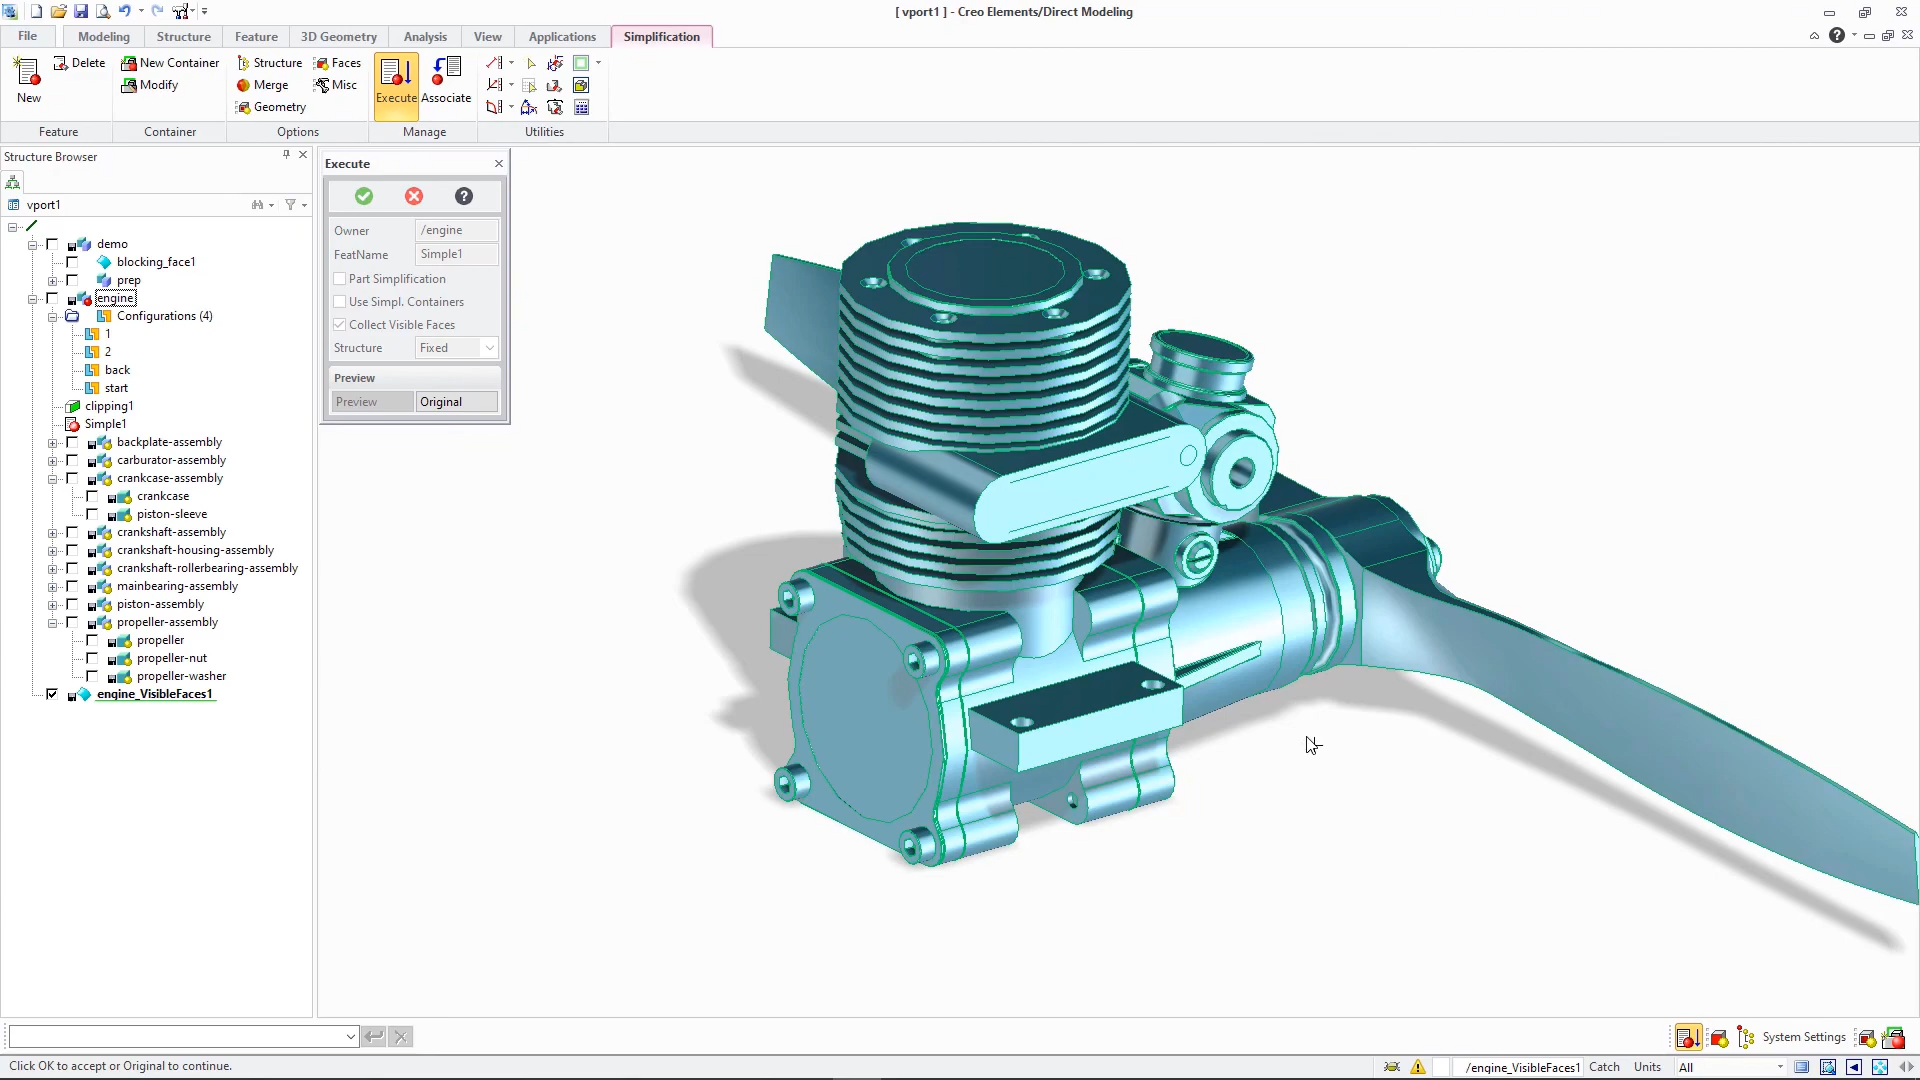 [ vport1 ] - Creo Elements/Direct Modeling
File Modeling Structure Feature 3D Geometry Analysis View Applications Simplification
New
Delete
New Container
Modify
Structure
Merge
Geometry
Faces
Misc
Execute
Associate
Feature Container Options Manage Utilities
Structure Browser
vport1
demo
blocking_face1
prep
engine
Configurations (4)
1
2
back
start
clipping1
Simple1
backplate-assembly
carburator-assembly
crankcase-assembly
crankcase
piston-sleeve
crankshaft-assembly
crankshaft-housing-assembly
crankshaft-rollerbearing-assembly
mainbearing-assembly
piston-assembly
propeller-assembly
propeller
propeller-nut
propeller-washer
engine_VisibleFaces1
Execute
Owner /engine
FeatName Simple1
Part Simplification
Use Simpl. Containers
Collect Visible Faces
Structure Fixed
Preview
Preview Original
System Settings
Click OK to accept or Original to continue.
/engine_VisibleFaces1 Catch Units All